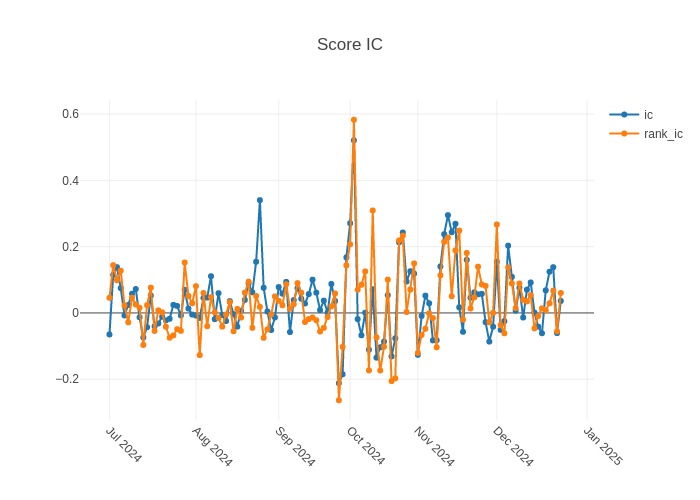 Score IC
ic
rank_ic
0.6
0.4
0.2
0
−0.2
Jul 2024
Aug 2024
Sep 2024
Oct 2024
Nov 2024
Dec 2024
Jan 2025